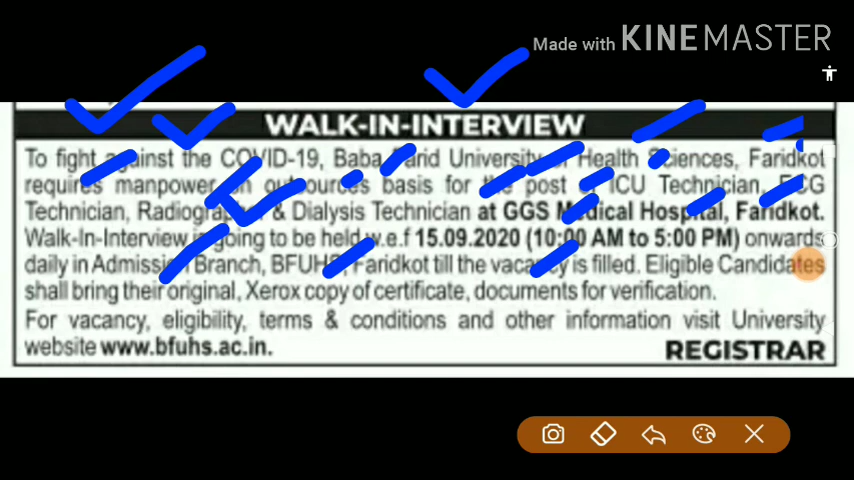 Made with KINEMASTER
WALK-IN-INTERVIEW
To fight against the COVID-19, Baba Farid University of Health Sciences, Faridkot
requires manpower on outsources basis for the post of ICU Technician, ECG
Technician, Radiographer & Dialysis Technician at GGS Medical Hospital, Faridkot.
Walk-In-Interview is going to be held w.e.f 15.09.2020 (10:00 AM to 5:00 PM) onwards
daily in Admission Branch, BFUHS, Faridkot till the vacancy is filled. Eligible Candidates
shall bring their original, Xerox copy of certificate, documents for verification.
For vacancy, eligibility, terms & conditions and other information visit University
website www.bfuhs.ac.in.
REGISTRAR